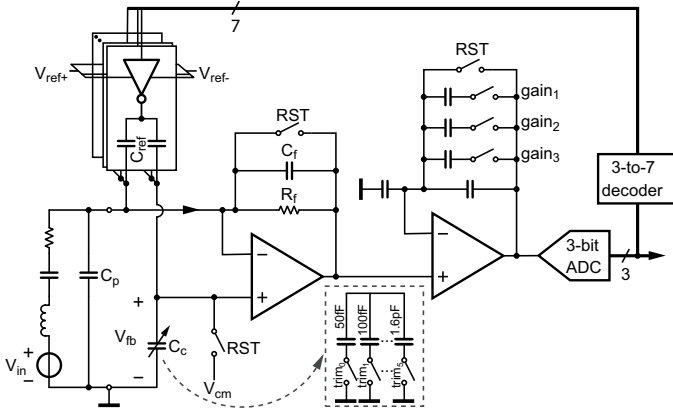 7
V_ref+
V_ref-
C_ref
RST
C_f
R_f
RST
gain_1
gain_2
gain_3
3-to-7
decoder
3-bit
ADC
3
C_p
V_in
+
−
+
V_fb
−
C_c
RST
V_cm
−
+
−
+
50fF
100fF
1.6pF
trim_0
trim_1
trim_5